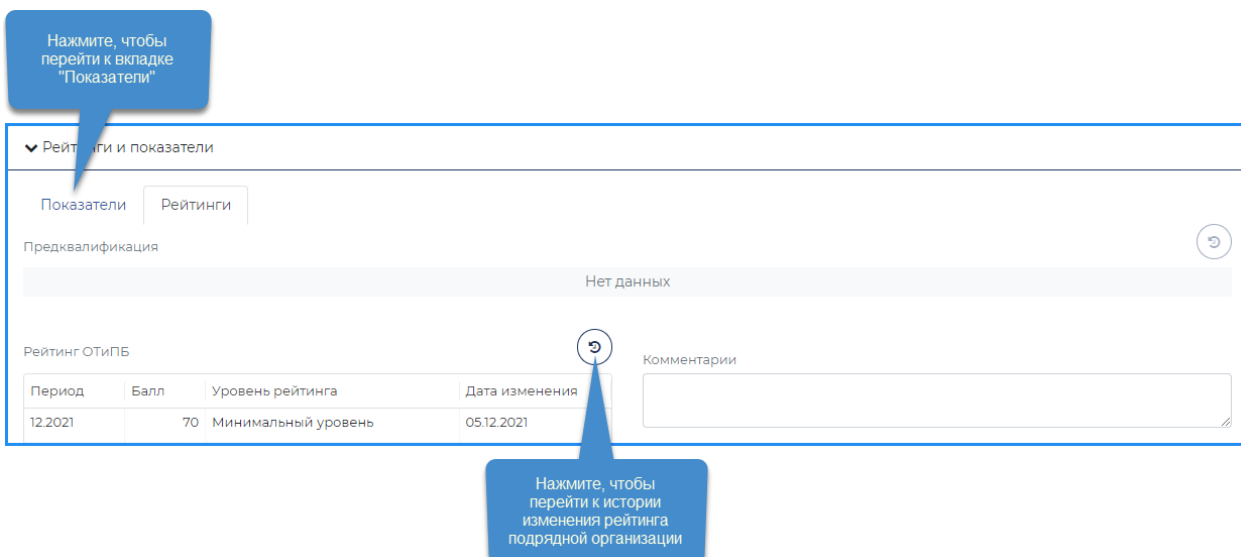 Нажмите, чтобы
перейти к вкладке
"Показатели"
Рейтинги и показатели
Показатели Рейтинги
Предквалификация
Нет данных
Рейтинг ОТиПБ
Комментарии
Период Балл Уровень рейтинга Дата изменения
12.2021 70 Минимальный уровень 05.12.2021
Нажмите, чтобы
перейти к истории
изменения рейтинга
подрядной организации